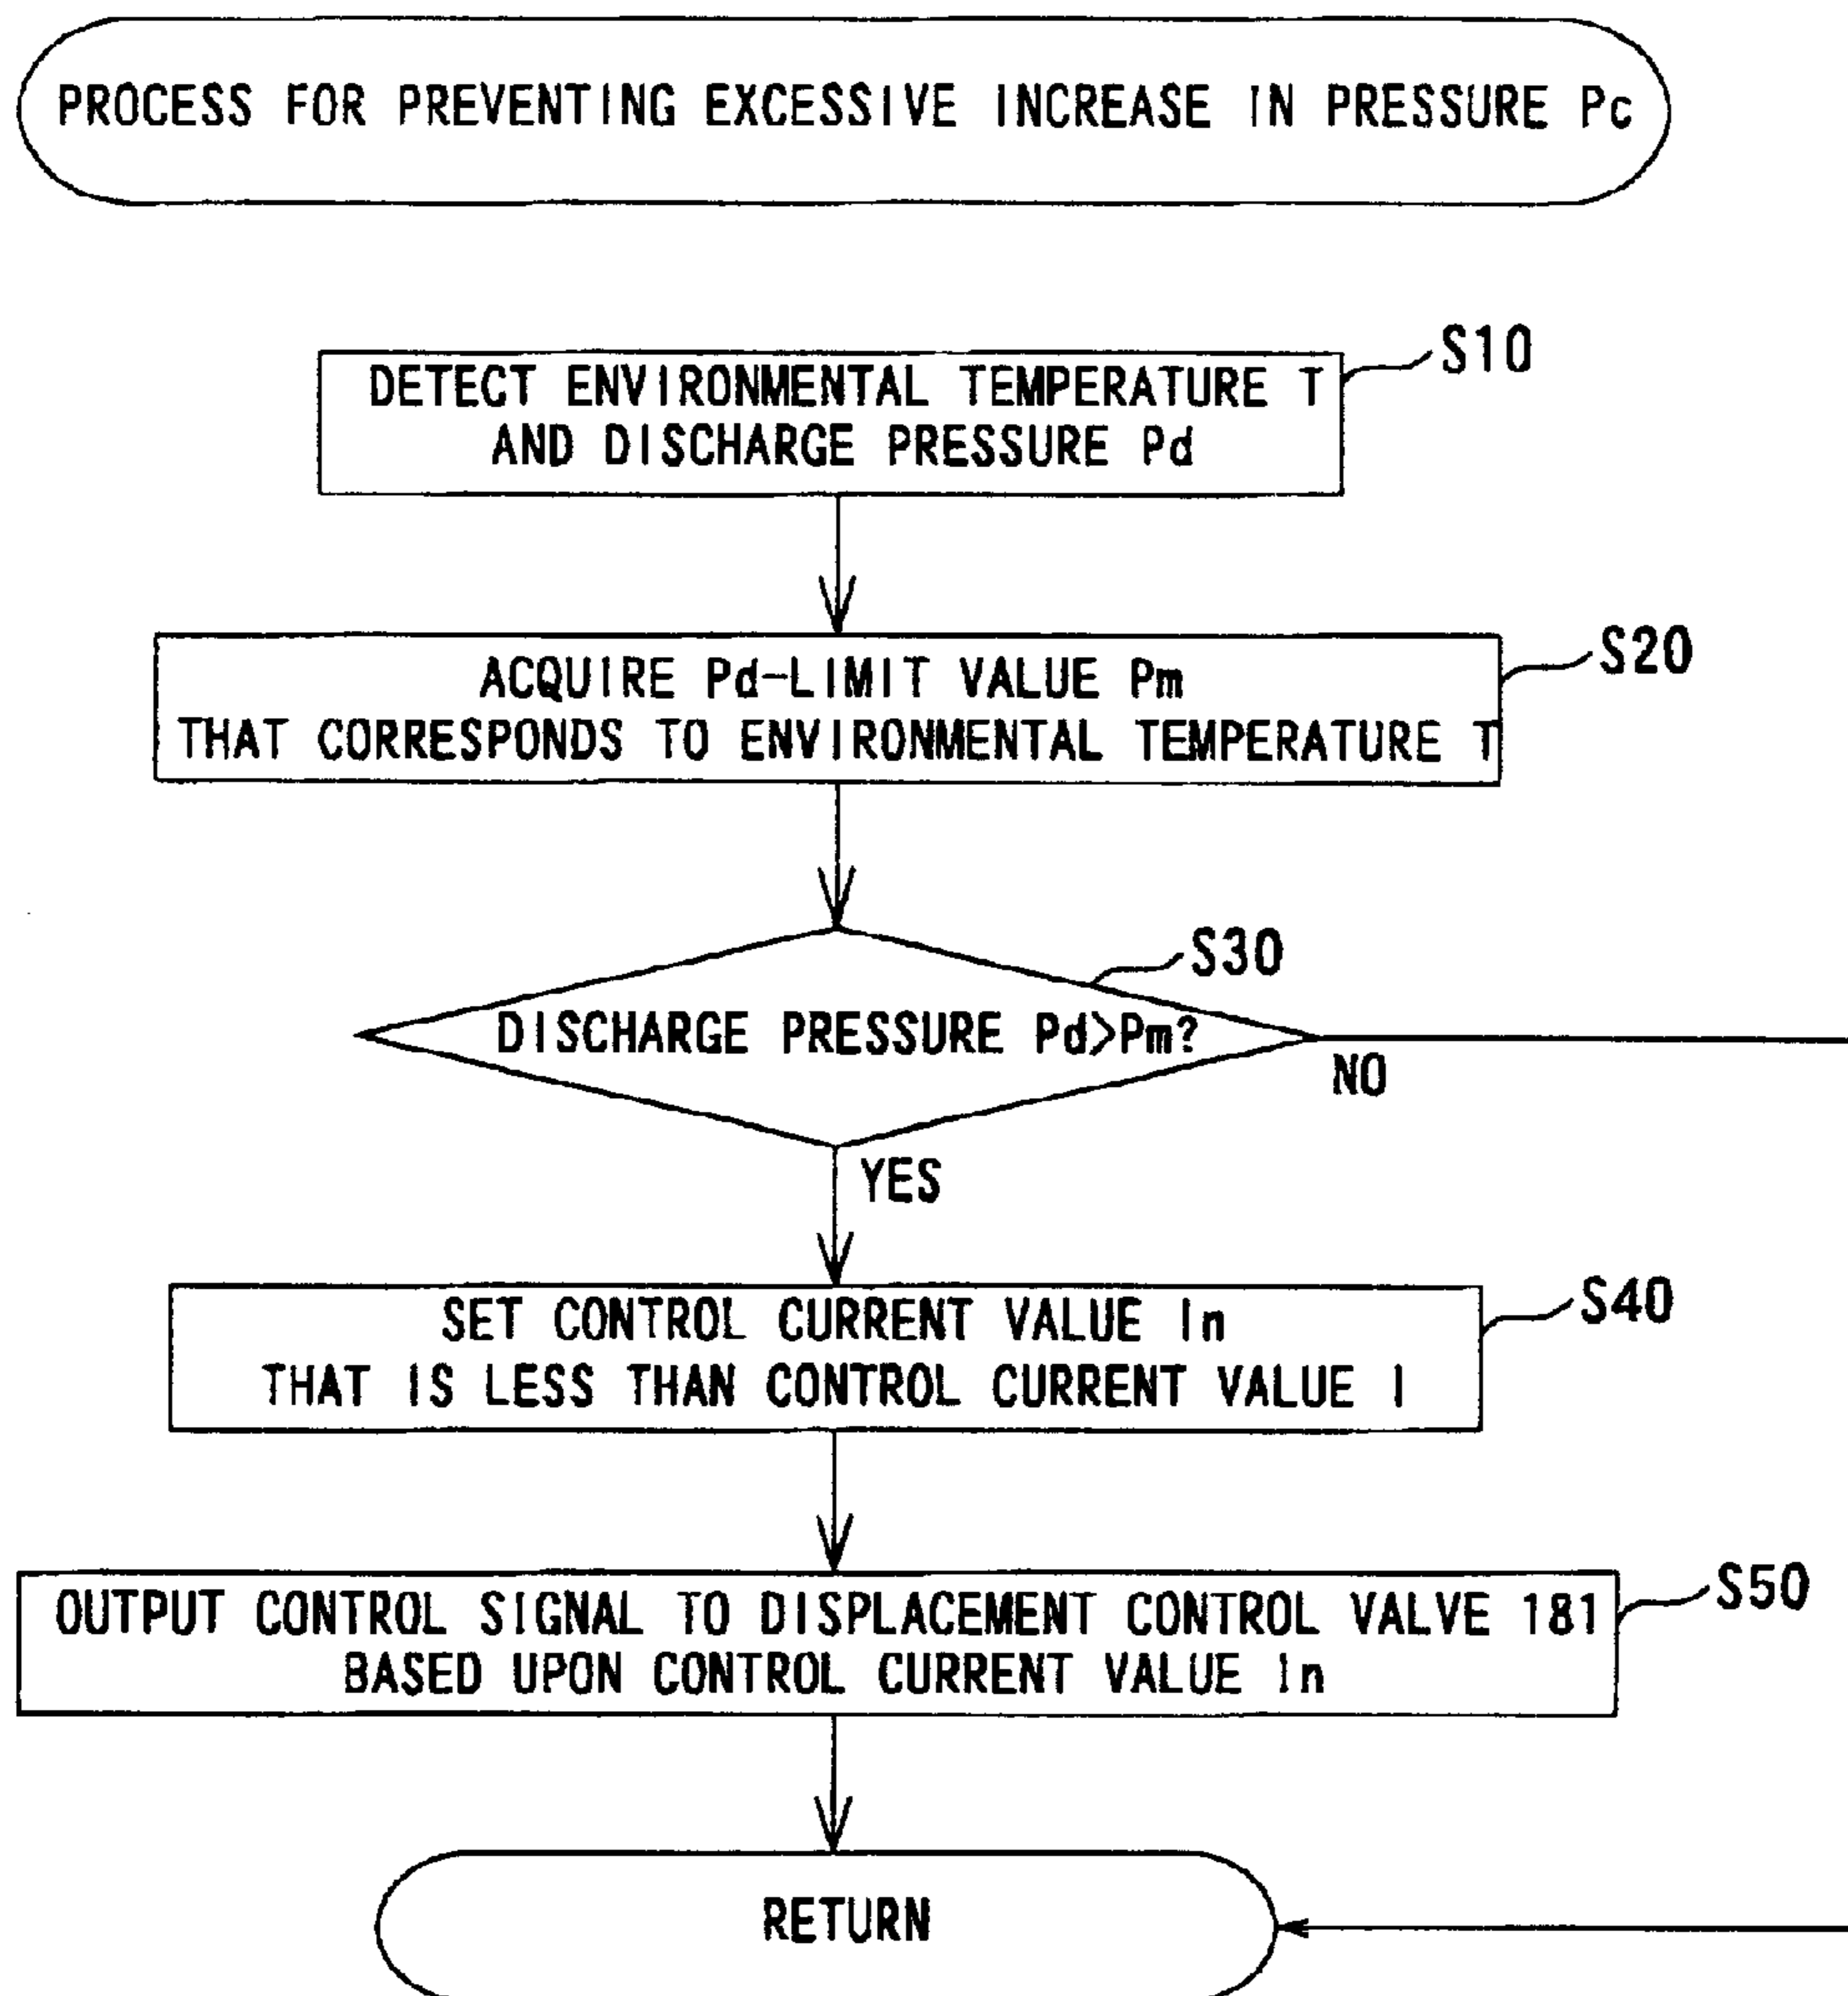 PROCESS FOR PREVENTING EXCESSIVE INCREASE IN PRESSURE Pc
S10
DETECT ENVIRONMENTAL TEMPERATURE T
AND DISCHARGE PRESSURE Pd
S20
ACQUIRE Pd-LIMIT VALUE Pm
THAT CORRESPONDS TO ENVIRONMENTAL TEMPERATURE T
S30
DISCHARGE PRESSURE Pd>Pm?
NO
YES
S40
SET CONTROL CURRENT VALUE In
THAT IS LESS THAN CONTROL CURRENT VALUE I
S50
OUTPUT CONTROL SIGNAL TO DISPLACEMENT CONTROL VALVE 181
BASED UPON CONTROL CURRENT VALUE In
RETURN